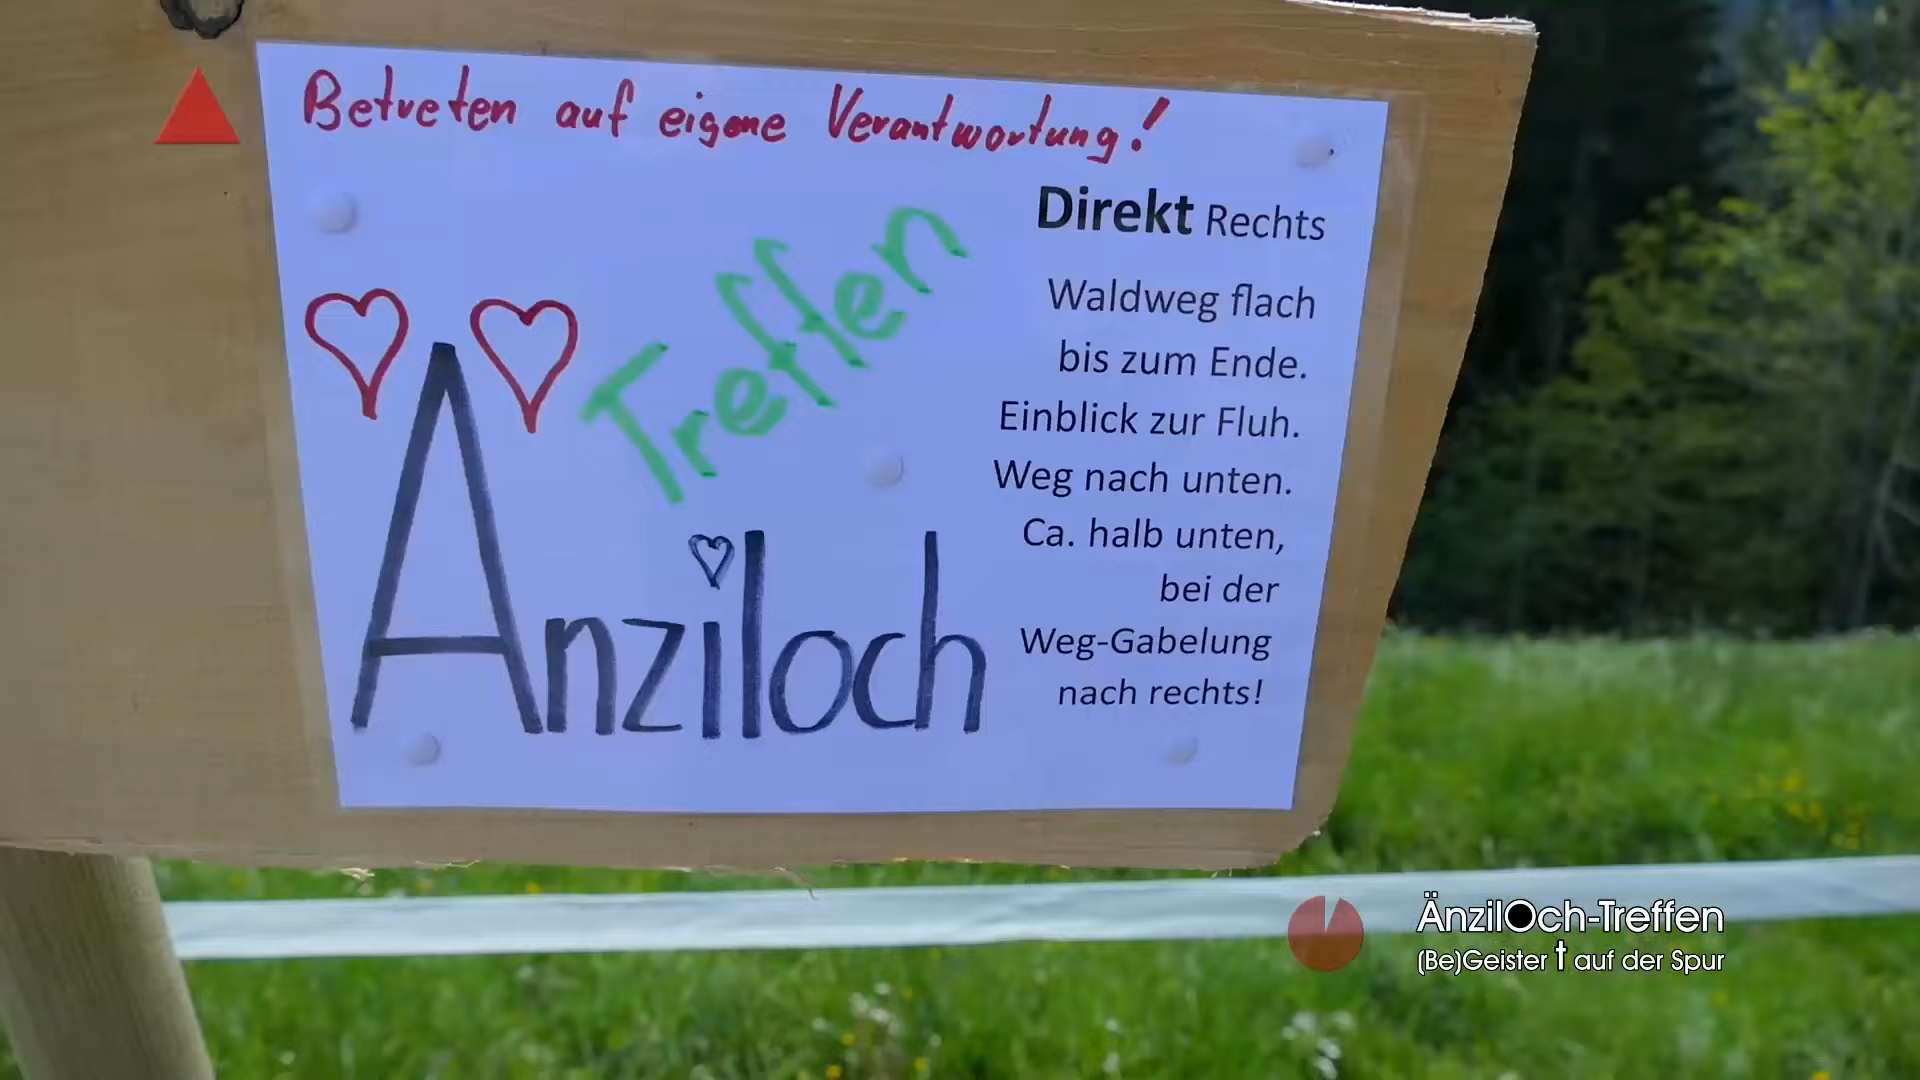 Betreten auf eigene Verantwortung!
Treffen
Änziloch
Direkt Rechts
Waldweg flach
bis zum Ende.
Einblick zur Fluh.
Weg nach unten.
Ca. halb unten,
bei der
Weg-Gabelung
nach rechts!
ÄnzilOch-Treffen
(Be)Geistert auf der Spur